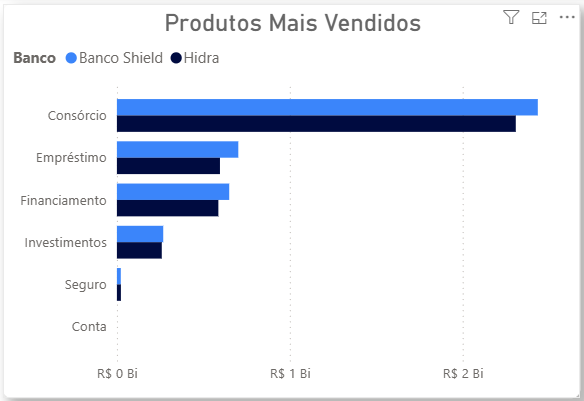 Produtos Mais Vendidos
Banco Banco Shield Hidra
Consórcio
Empréstimo
Financiamento
Investimentos
Seguro
Conta
R$ 0 Bi R$ 1 Bi R$ 2 Bi